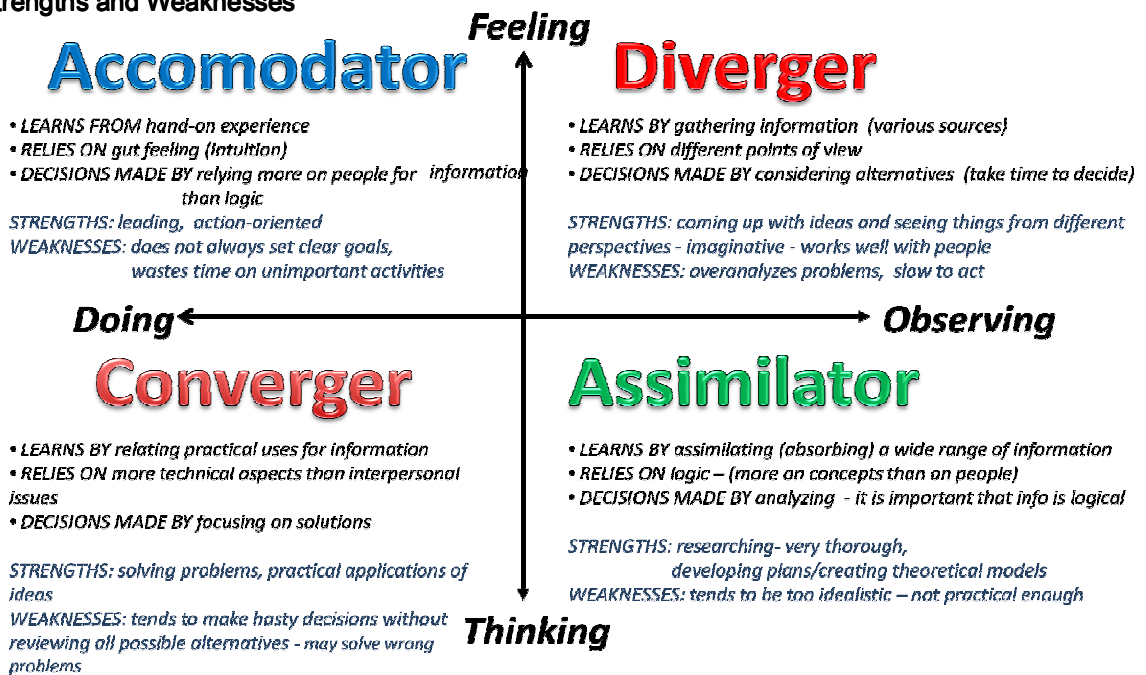 trengths and Weaknesses
Feeling
Accomodator
• LEARNS FROM hand-on experience
• RELIES ON gut feeling (intuition)
• DECISIONS MADE BY relying more on people for information
than logic
STRENGTHS: leading, action-oriented
WEAKNESSES: does not always set clear goals,
wastes time on unimportant activities
Diverger
• LEARNS BY gathering information (various sources)
• RELIES ON different points of view
• DECISIONS MADE BY considering alternatives (take time to decide)
STRENGTHS: coming up with ideas and seeing things from different
perspectives - imaginative - works well with people
WEAKNESSES: overanalyzes problems, slow to act
Doing
Observing
Converger
• LEARNS BY relating practical uses for information
• RELIES ON more technical aspects than interpersonal
issues
• DECISIONS MADE BY focusing on solutions
STRENGTHS: solving problems, practical applications of
ideas
WEAKNESSES: tends to make hasty decisions without
reviewing all possible alternatives - may solve wrong
problems
Assimilator
• LEARNS BY assimilating (absorbing) a wide range of information
• RELIES ON logic – (more on concepts than on people)
• DECISIONS MADE BY analyzing - it is important that info is logical
STRENGTHS: researching- very thorough,
developing plans/creating theoretical models
WEAKNESSES: tends to be too idealistic – not practical enough
Thinking